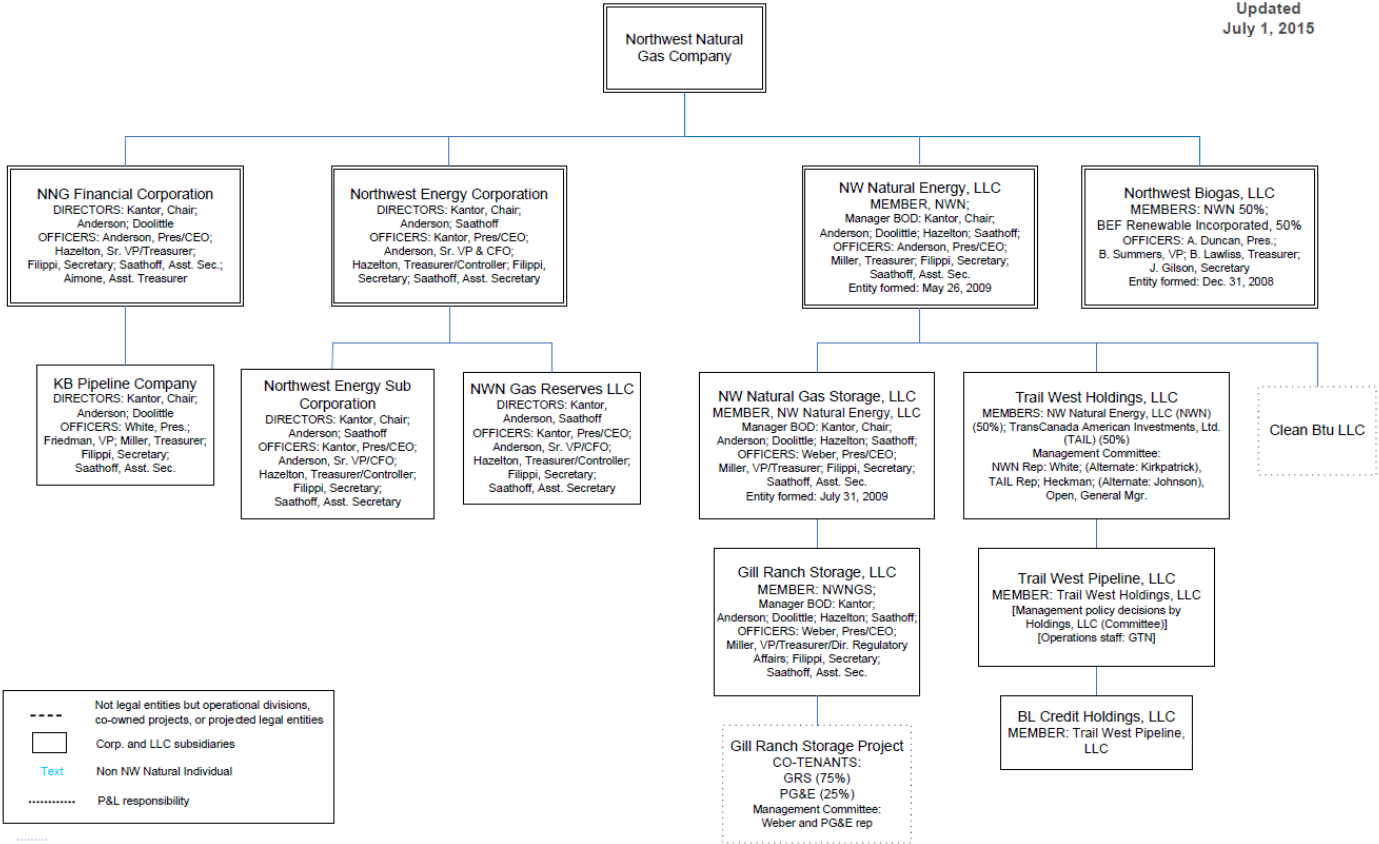 Updated
July 1, 2015
Northwest Natural
Gas Company
NNG Financial Corporation
DIRECTORS: Kantor, Chair;
Anderson; Doolittle
OFFICERS: Anderson, Pres/CEO;
Hazelton, Sr. VP/Treasurer;
Filippi, Secretary; Saathoff, Asst. Sec.;
Aimone, Asst. Treasurer
Northwest Energy Corporation
DIRECTORS: Kantor, Chair;
Anderson; Saathoff
OFFICERS: Kantor, Pres/CEO;
Anderson, Sr. VP & CFO;
Hazelton, Treasurer/Controller; Filippi,
Secretary; Saathoff, Asst. Secretary
NW Natural Energy, LLC
MEMBER, NWN;
Manager BOD: Kantor, Chair;
Anderson; Doolittle; Hazelton; Saathoff;
OFFICERS: Anderson, Pres/CEO;
Miller, Treasurer; Filippi, Secretary;
Saathoff, Asst. Sec.
Entity formed: May 26, 2009
Northwest Biogas, LLC
MEMBERS: NWN 50%;
BEF Renewable Incorporated, 50%
OFFICERS: A. Duncan, Pres.;
B. Summers, VP; B. Lawliss, Treasurer;
J. Gilson, Secretary
Entity formed: Dec. 31, 2008
KB Pipeline Company
DIRECTORS: Kantor, Chair;
Anderson; Doolittle
OFFICERS: White, Pres.;
Friedman, VP; Miller, Treasurer;
Filippi, Secretary;
Saathoff, Asst. Sec.
Northwest Energy Sub
Corporation
DIRECTORS: Kantor, Chair;
Anderson; Saathoff
OFFICERS: Kantor, Pres/CEO;
Anderson, Sr. VP/CFO;
Hazelton, Treasurer/Controller;
Filippi, Secretary;
Saathoff, Asst. Secretary
NWN Gas Reserves LLC
DIRECTORS: Kantor,
Anderson, Saathoff
OFFICERS: Kantor, Pres/CEO;
Anderson, Sr. VP/CFO;
Hazelton, Treasurer/Controller;
Filippi, Secretary;
Saathoff, Asst. Secretary
NW Natural Gas Storage, LLC
MEMBER, NW Natural Energy, LLC
Manager BOD: Kantor, Chair;
Anderson; Doolittle; Hazelton; Saathoff;
OFFICERS: Weber, Pres/CEO;
Miller, VP/Treasurer; Filippi, Secretary;
Saathoff, Asst. Sec.
Entity formed: July 31, 2009
Trail West Holdings, LLC
MEMBERS: NW Natural Energy, LLC (NWN)
(50%); TransCanada American Investments, Ltd.
(TAIL) (50%)
Management Committee:
NWN Rep: White; (Alternate: Kirkpatrick),
TAIL Rep; Heckman; (Alternate: Johnson),
Open, General Mgr.
Clean Btu LLC
Gill Ranch Storage, LLC
MEMBER: NWNGS;
Manager BOD: Kantor;
Anderson; Doolittle; Hazelton; Saathoff;
OFFICERS: Weber, Pres/CEO;
Miller, VP/Treasurer/Dir. Regulatory
Affairs; Filippi, Secretary;
Saathoff, Asst. Sec.
Trail West Pipeline, LLC
MEMBER: Trail West Holdings, LLC
[Management policy decisions by
Holdings, LLC (Committee)]
[Operations staff: GTN]
Gill Ranch Storage Project
CO-TENANTS:
GRS (75%)
PG&E (25%)
Management Committee:
Weber and PG&E rep
BL Credit Holdings, LLC
MEMBER: Trail West Pipeline,
LLC
Not legal entities but operational divisions,
co-owned projects, or projected legal entities
Corp. and LLC subsidiaries
Text Non NW Natural Individual
P&L responsibility